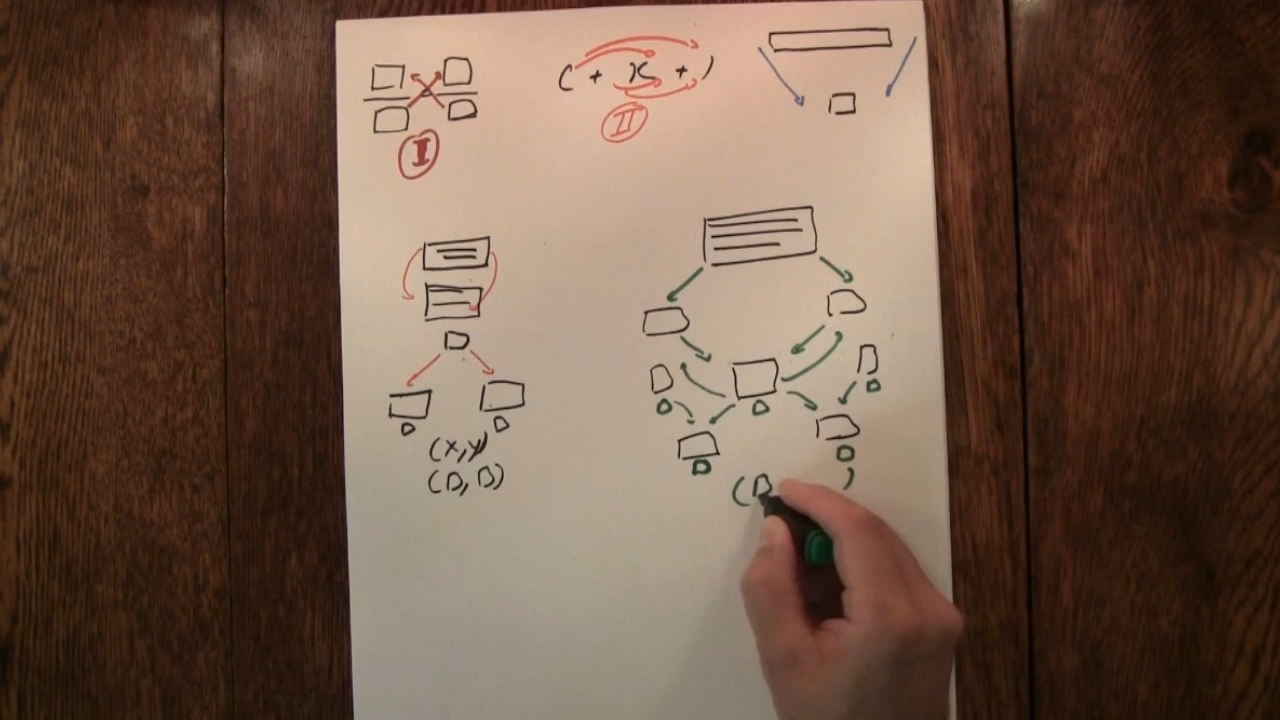 I
( + x + )
II
(x,y)
(D, B)
(B )